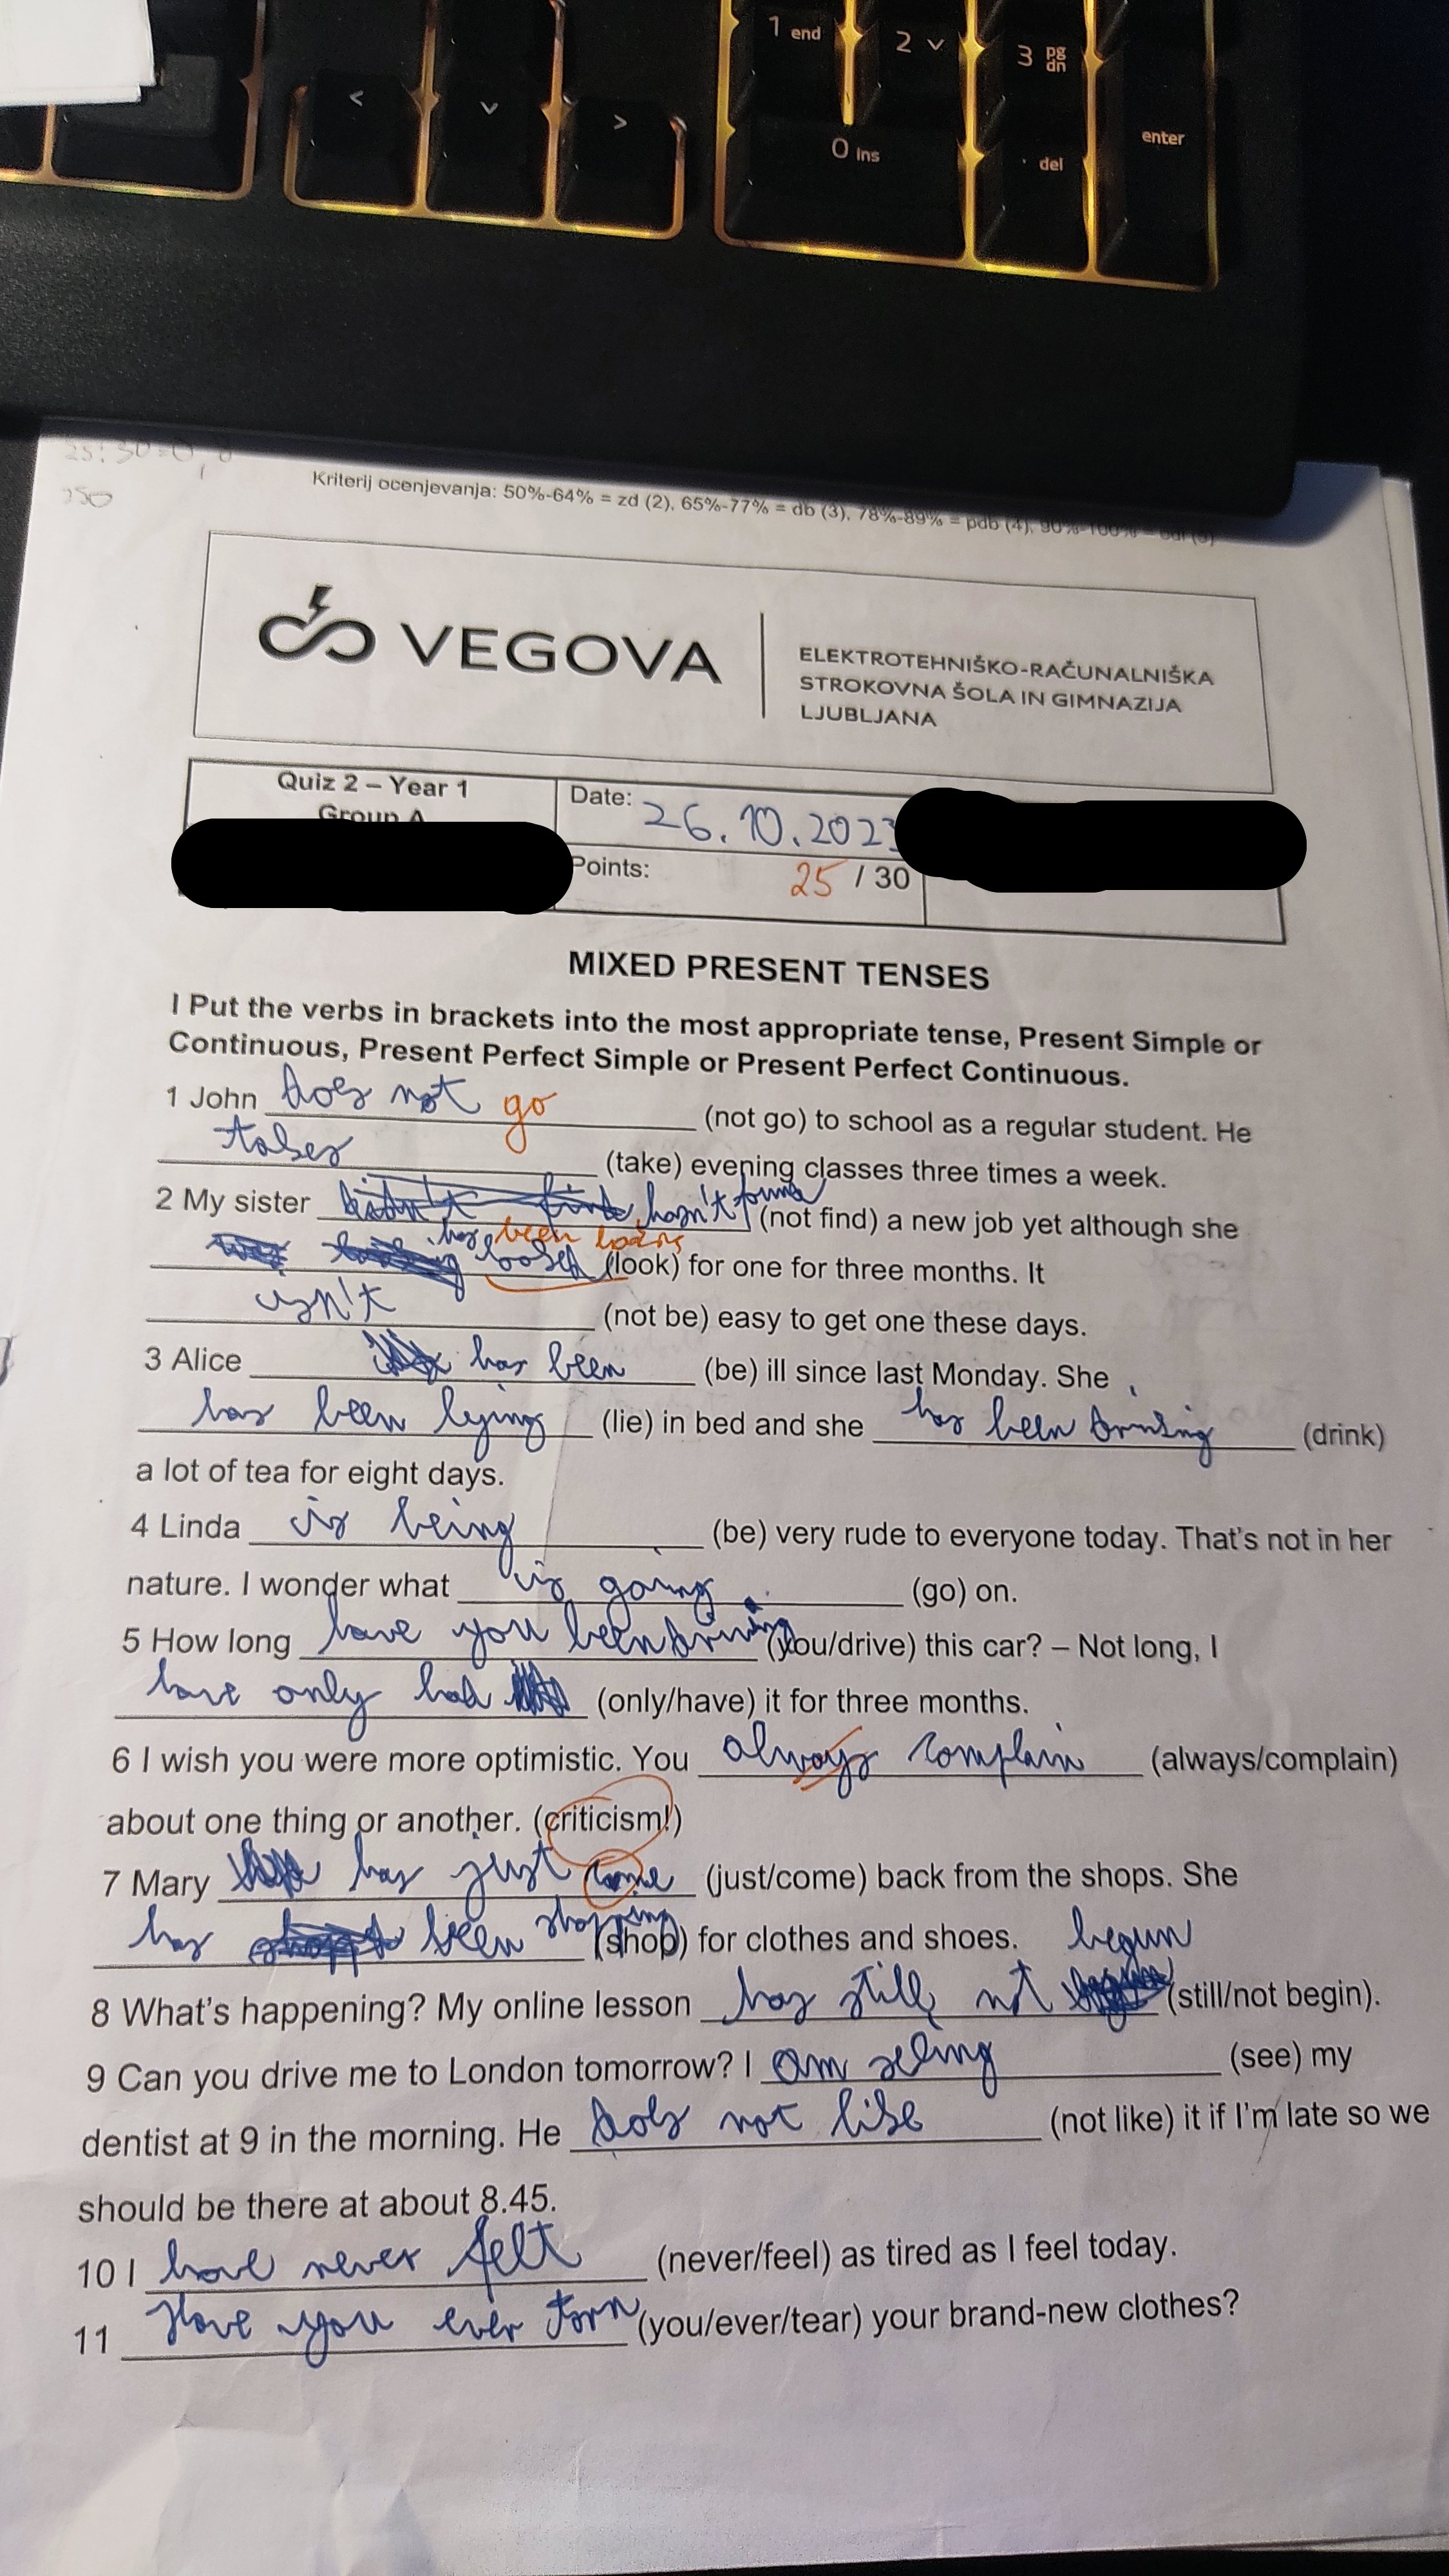 1 end
2
3 pg dn
0 ins
. del
enter
<
>
250
Kriterij ocenjevanja: 50%-64% = zd (2), 65%-77% = db (3), 78%-89% = pdb (4), 90%-100% =
VEGOVA
ELEKTROTEHNIŠKO-RAČUNALNIŠKA
STROKOVNA ŠOLA IN GIMNAZIJA
LJUBLJANA
Quiz 2 – Year 1
Group A
Date: 26.10.2023
Points: 25 / 30
MIXED PRESENT TENSES
I Put the verbs in brackets into the most appropriate tense, Present Simple or
Continuous, Present Perfect Simple or Present Perfect Continuous.
1 John does not go (not go) to school as a regular student. He
takes (take) evening classes three times a week.
2 My sister hasn't found (not find) a new job yet although she
has been looked (look) for one for three months. It
isn't (not be) easy to get one these days.
3 Alice has been (be) ill since last Monday. She
has been lying (lie) in bed and she has been drinking (drink)
a lot of tea for eight days.
4 Linda is being (be) very rude to everyone today. That's not in her
nature. I wonder what is going (go) on.
5 How long have you been driving (you/drive) this car? – Not long, I
have only had (only/have) it for three months.
6 I wish you were more optimistic. You always complain (always/complain)
about one thing or another. (criticism!)
7 Mary has just come (just/come) back from the shops. She
has been shopping (shop) for clothes and shoes.
begun
8 What's happening? My online lesson has still not (still/not begin).
9 Can you drive me to London tomorrow? I am seeing (see) my
dentist at 9 in the morning. He does not like (not like) it if I'm late so we
should be there at about 8.45.
10 I have never felt (never/feel) as tired as I feel today.
11 Have you ever torn (you/ever/tear) your brand-new clothes?